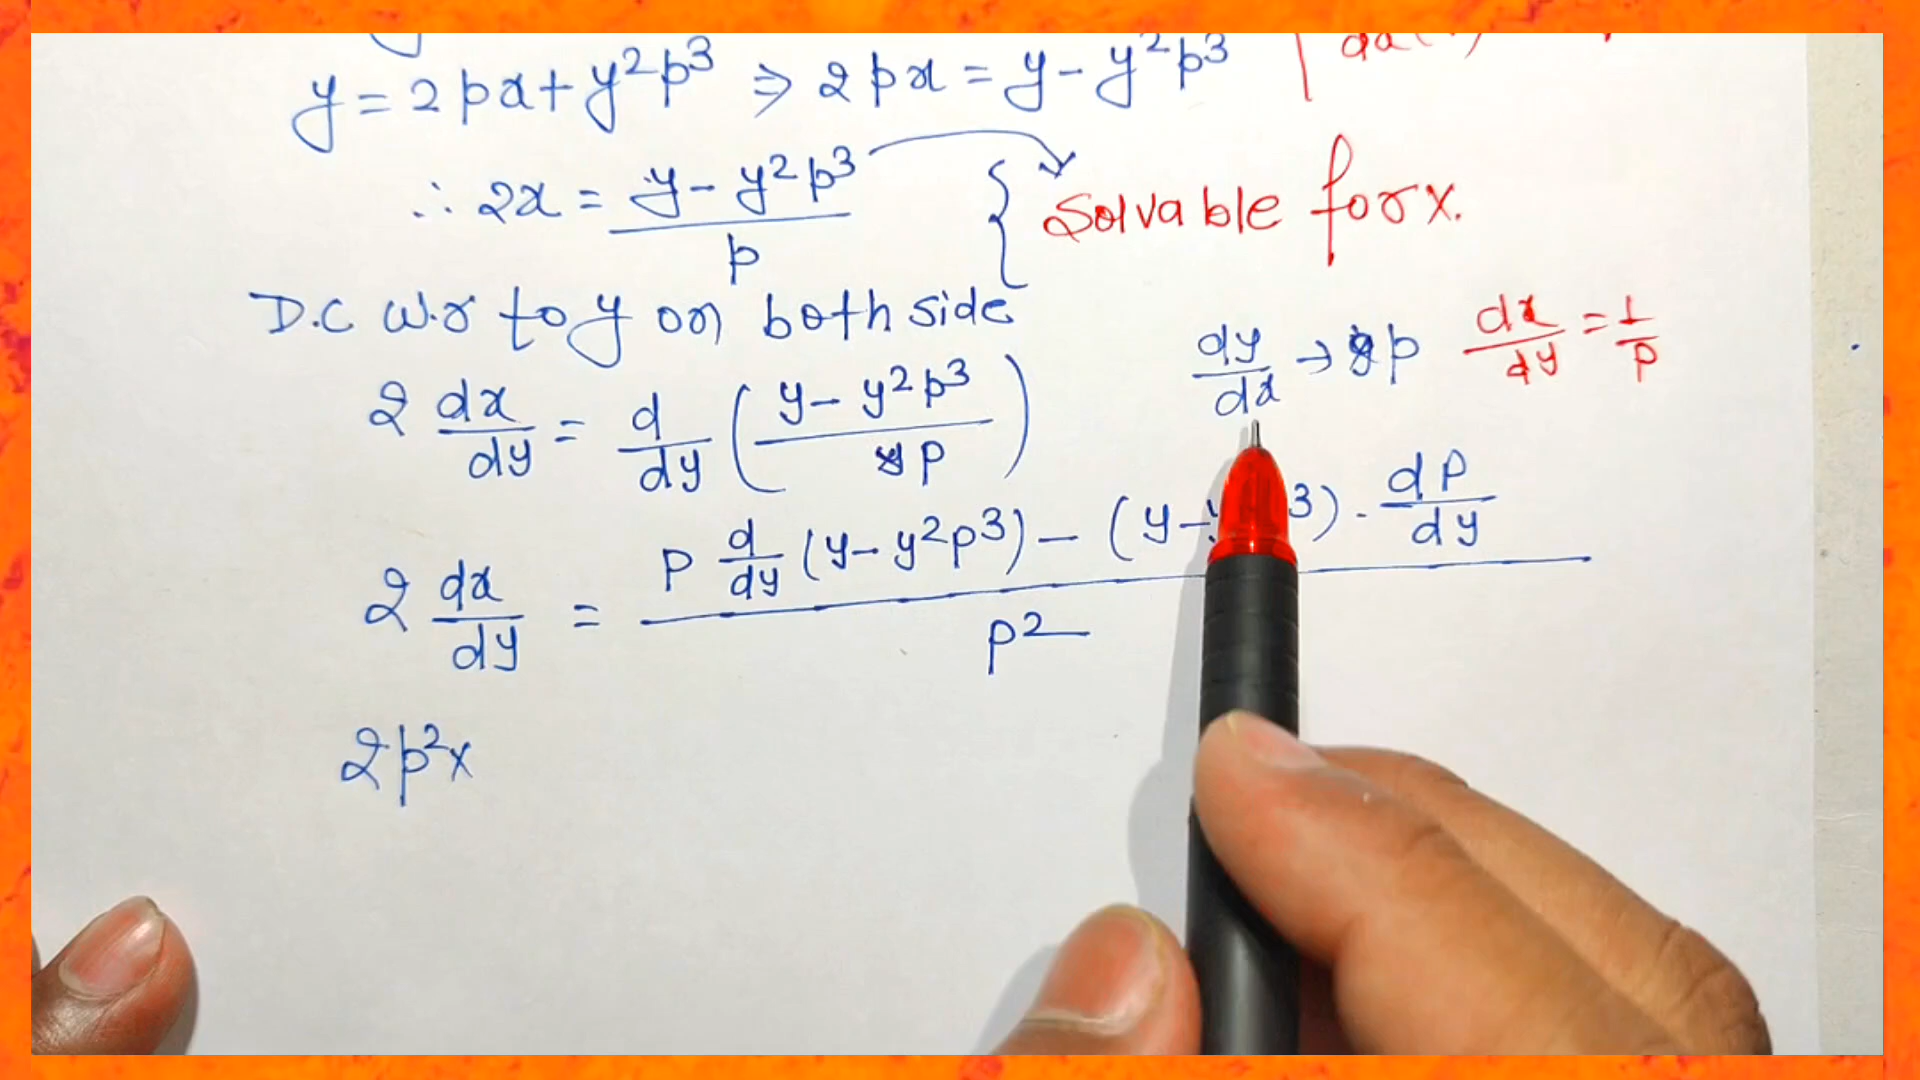 y = 2px + y²p³ ⇒ 2px = y - y²p³
∴ 2x = (y - y²p³)/p
Solvable for x.
D.C w.r to y on both side
dy/dx → p
dx/dy = 1/p
2 dx/dy = d/dy ((y - y²p³)/p)
2 dx/dy = (P d/dy (y - y²p³) - (y - 3) · dP/dy)/p²
2p²x